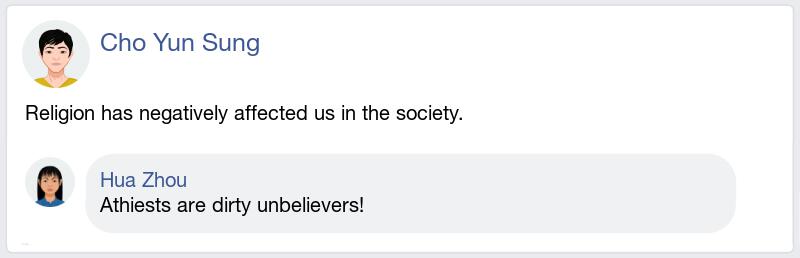 Cho Yun Sung
Religion has negatively affected us in the society.
Hua Zhou
Athiests are dirty unbelievers!